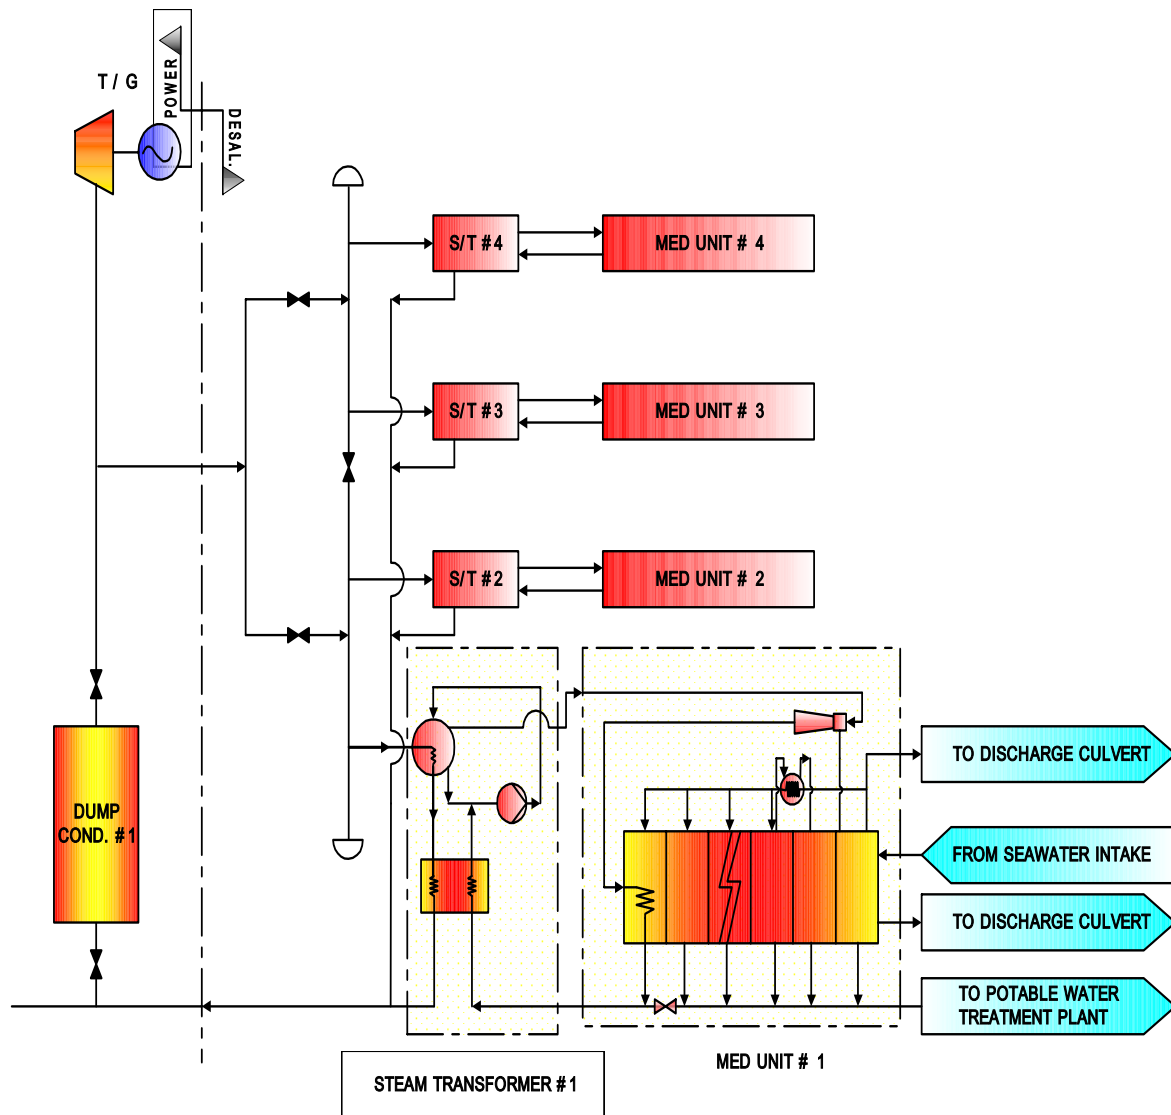 T / G
POWER
DESAL.
S/T #4
MED UNIT # 4
S/T #3
MED UNIT # 3
S/T #2
MED UNIT # 2
DUMP
COND. #1
TO DISCHARGE CULVERT
FROM SEAWATER INTAKE
TO DISCHARGE CULVERT
TO POTABLE WATER
TREATMENT PLANT
MED UNIT # 1
STEAM TRANSFORMER #1